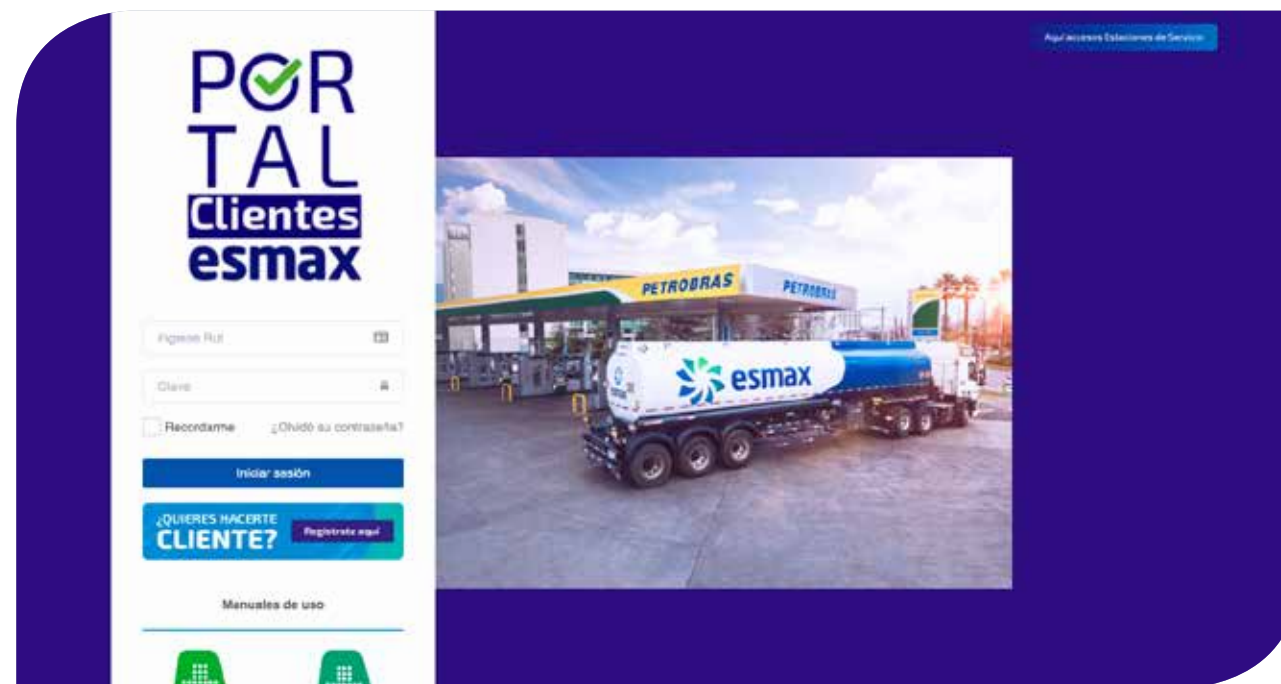 POR
TAL
Clientes
esmax
Ingrese Rut
Clave
Recordarme ¿Olvidó su contraseña?
Iniciar sesión
¿QUIERES HACERTE
CLIENTE?
Regístrate aquí
Manuales de uso
Aquí accesos Estaciones de Servicio
PETROBRAS
PETROBRAS
esmax